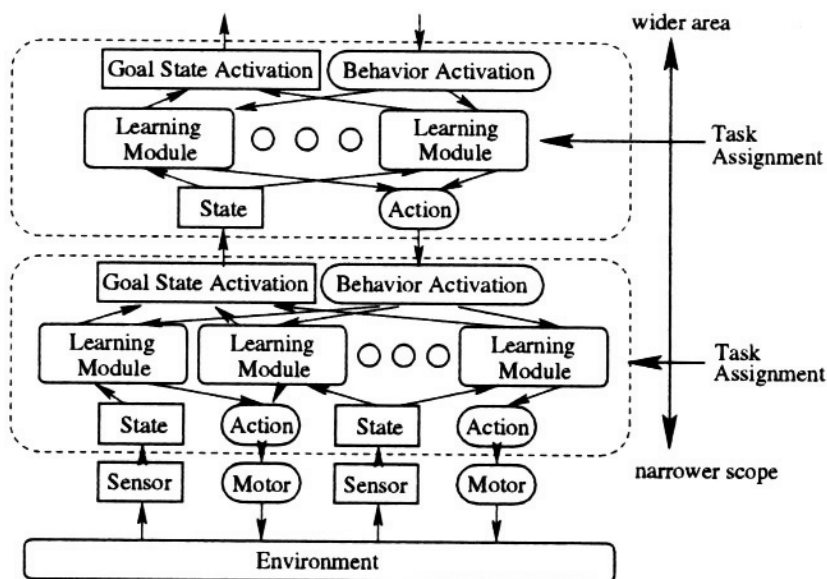 wider area
Goal State Activation
Behavior Activation
Learning
Module
Learning
Module
Task
Assignment
State
Action
Goal State Activation
Behavior Activation
Learning
Module
Learning
Module
Learning
Module
Task
Assignment
State
Action
State
Action
narrower scope
Sensor
Motor
Sensor
Motor
Environment